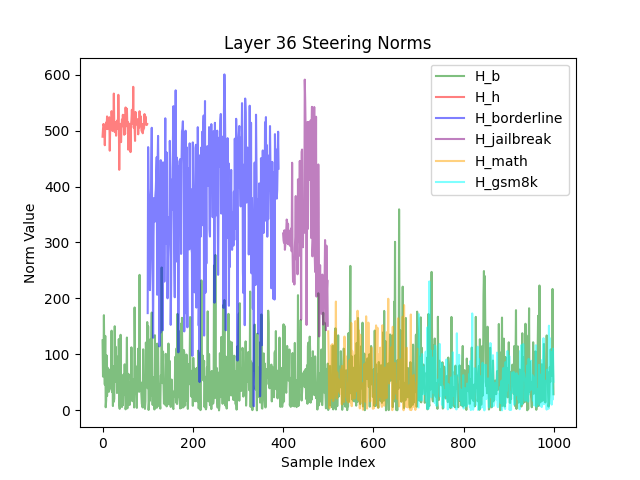 Layer 36 Steering Norms
H_b
H_h
H_borderline
H_jailbreak
H_math
H_gsm8k
Norm Value
600
500
400
300
200
100
0
0
200
400
600
800
1000
Sample Index